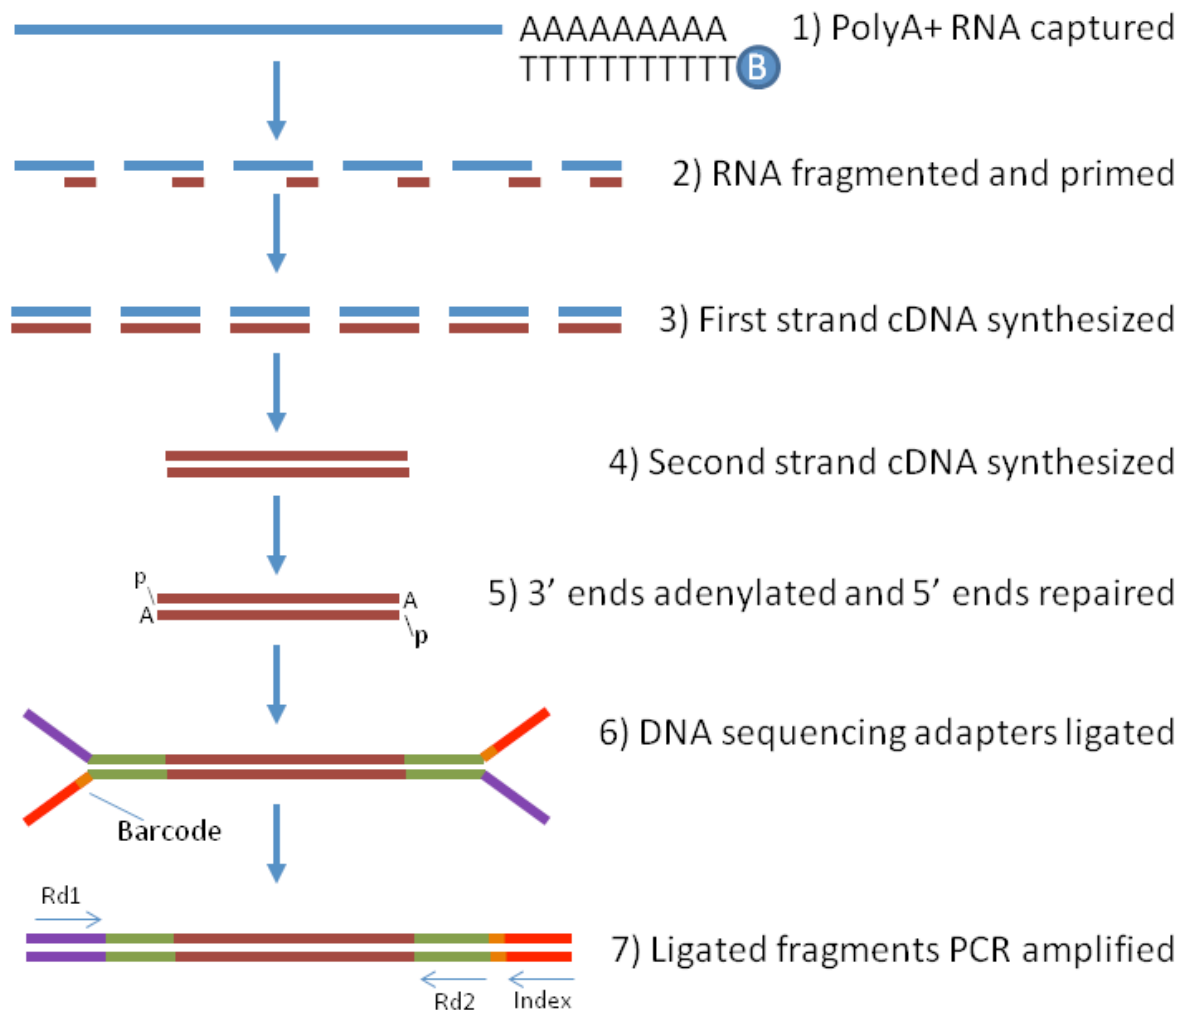 AAAAAAAAA
1) PolyA+ RNA captured
TTTTTTTTTTT
B
2) RNA fragmented and primed
3) First strand cDNA synthesized
4) Second strand cDNA synthesized
5) 3’ ends adenylated and 5’ ends repaired
p
A
A
p
6) DNA sequencing adapters ligated
Barcode
Rd1
7) Ligated fragments PCR amplified
Rd2
Index